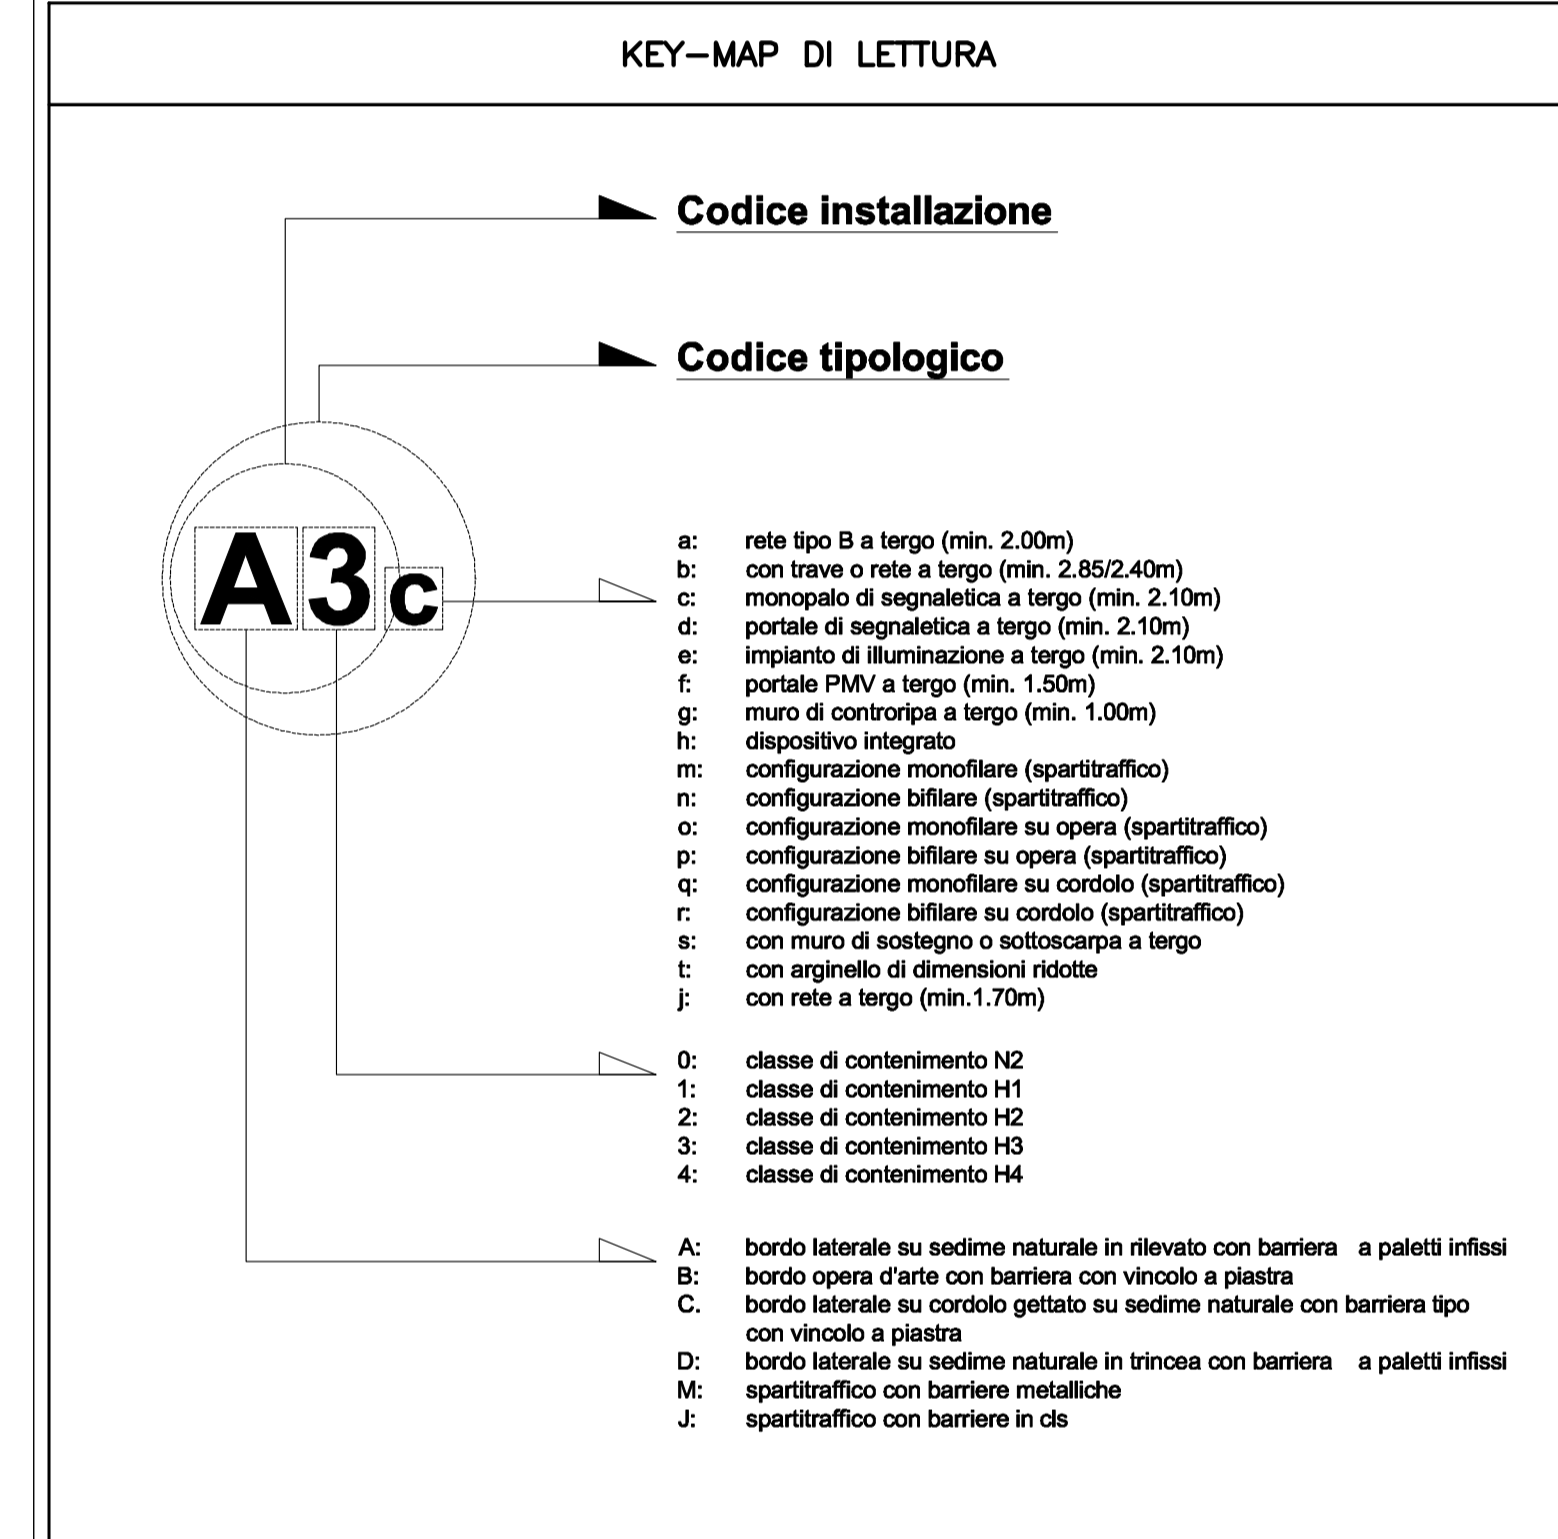 KEY-MAP DI LETTURA
Codice installazione
Codice tipologico
A3c
a: rete tipo B a tergo (min. 2.00m)
b: con trave o rete a tergo (min. 2.85/2.40m)
c: monopalo di segnaletica a tergo (min. 2.10m)
d: portale di segnaletica a tergo (min. 2.10m)
e: impianto di illuminazione a tergo (min. 2.10m)
f: portale PMV a tergo (min. 1.50m)
g: muro di controripa a tergo (min. 1.00m)
h: dispositivo integrato
m: configurazione monofilare (spartitraffico)
n: configurazione bifilare (spartitraffico)
o: configurazione monofilare su opera (spartitraffico)
p: configurazione bifilare su opera (spartitraffico)
q: configurazione monofilare su cordolo (spartitraffico)
r: configurazione bifilare su cordolo (spartitraffico)
s: con muro di sostegno o sottoscarpa a tergo
t: con arginello di dimensioni ridotte
j: con rete a tergo (min.1.70m)
0: classe di contenimento N2
1: classe di contenimento H1
2: classe di contenimento H2
3: classe di contenimento H3
4: classe di contenimento H4
A: bordo laterale su sedime naturale in rilevato con barriera a paletti infissi
B: bordo opera d'arte con barriera con vincolo a piastra
C. bordo laterale su cordolo gettato su sedime naturale con barriera tipo
con vincolo a piastra
D: bordo laterale su sedime naturale in trincea con barriera a paletti infissi
M: spartitraffico con barriere metalliche
J: spartitraffico con barriere in cls